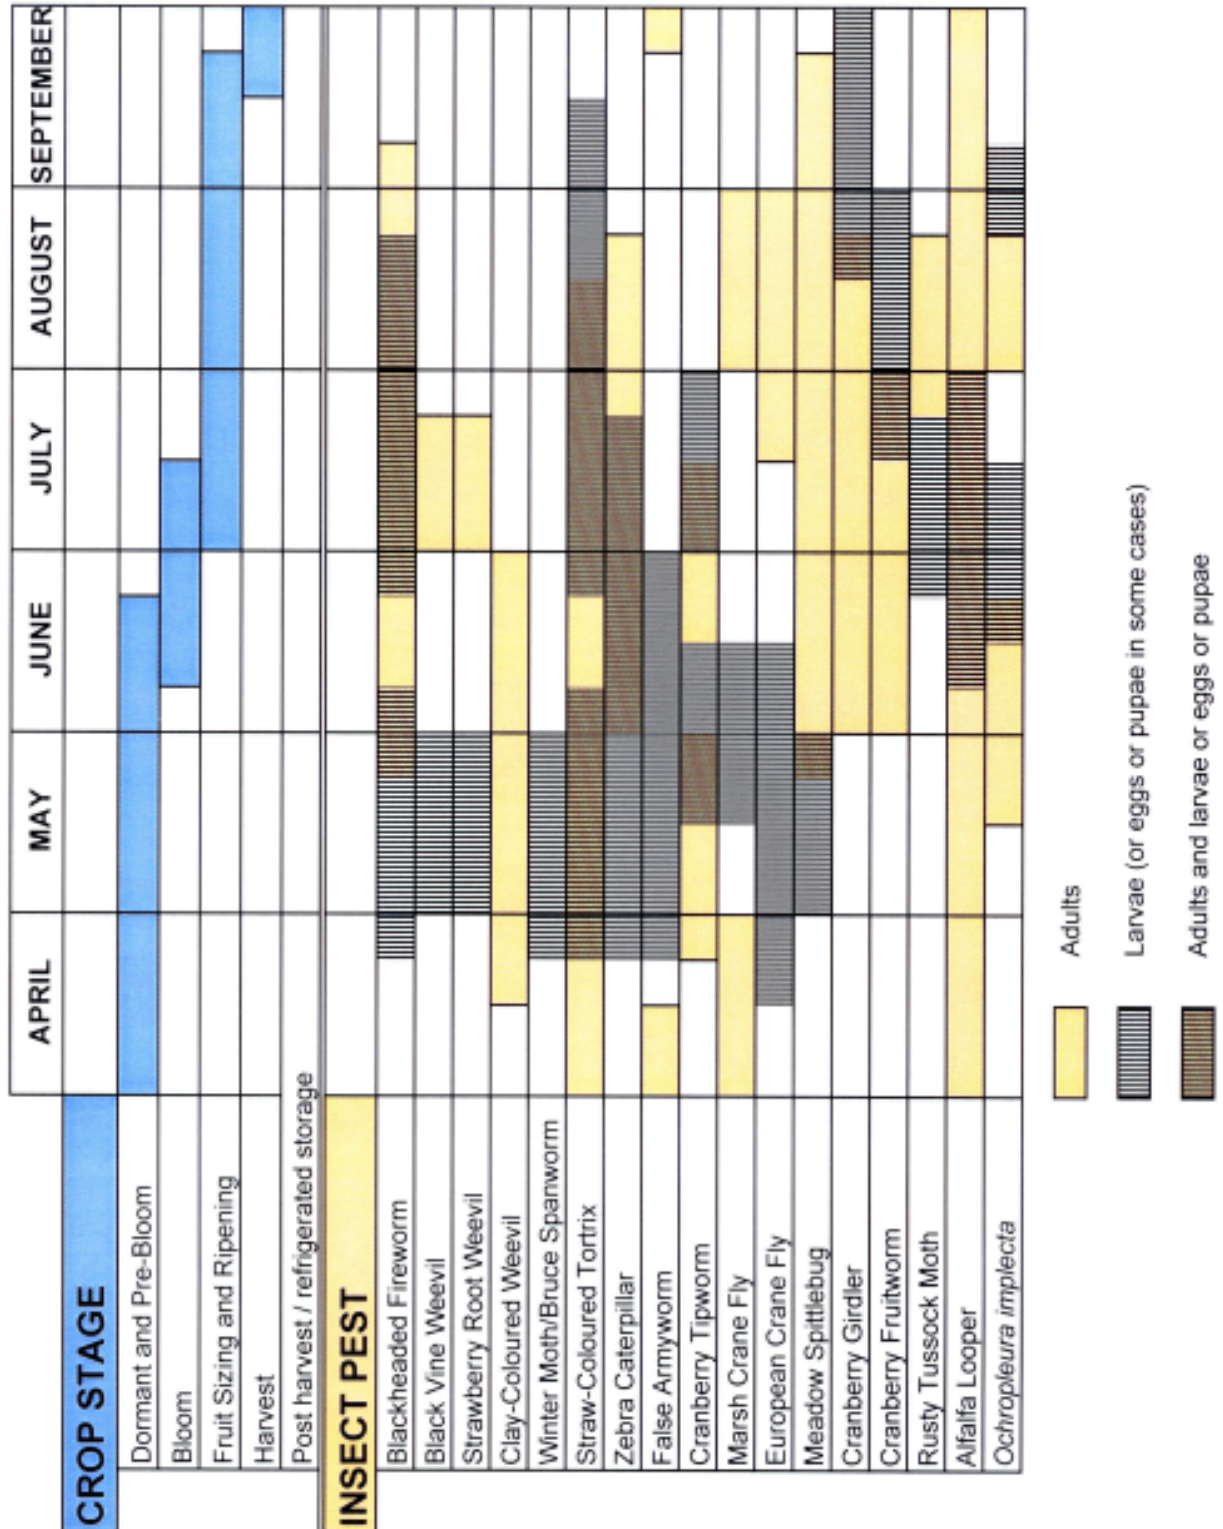 APRIL
MAY
JUNE
JULY
AUGUST
SEPTEMBER
CROP STAGE
Dormant and Pre-Bloom
Bloom
Fruit Sizing and Ripening
Harvest
Post harvest / refrigerated storage
INSECT PEST
Blackheaded Fireworm
Black Vine Weevil
Strawberry Root Weevil
Clay-Coloured Weevil
Winter Moth/Bruce Spanworm
Straw-Coloured Tortrix
Zebra Caterpillar
False Armyworm
Cranberry Tipworm
Marsh Crane Fly
European Crane Fly
Meadow Spittlebug
Cranberry Girdler
Cranberry Fruitworm
Rusty Tussock Moth
Alfalfa Looper
Ochropleura implecta
Adults
Larvae (or eggs or pupae in some cases)
Adults and larvae or eggs or pupae